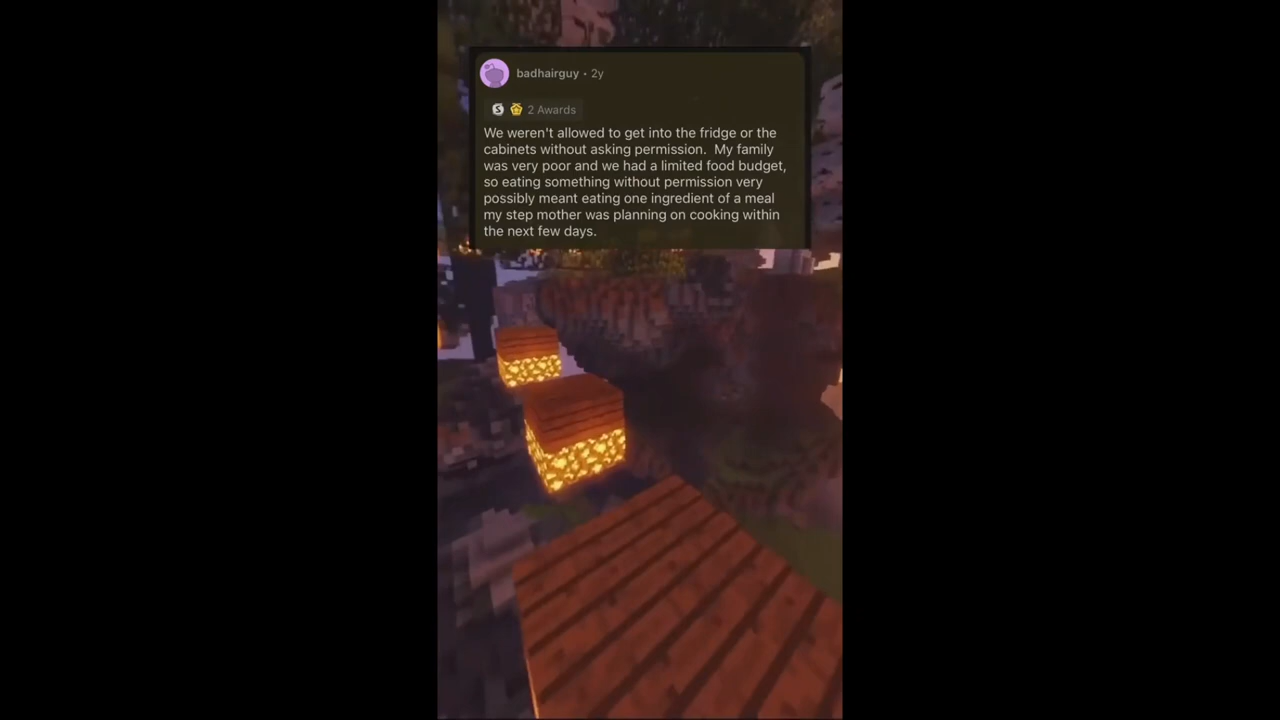 badhairguy • 2y
2 Awards
We weren't allowed to get into the fridge or the
cabinets without asking permission.  My family
was very poor and we had a limited food budget,
so eating something without permission very
possibly meant eating one ingredient of a meal
my step mother was planning on cooking within
the next few days.